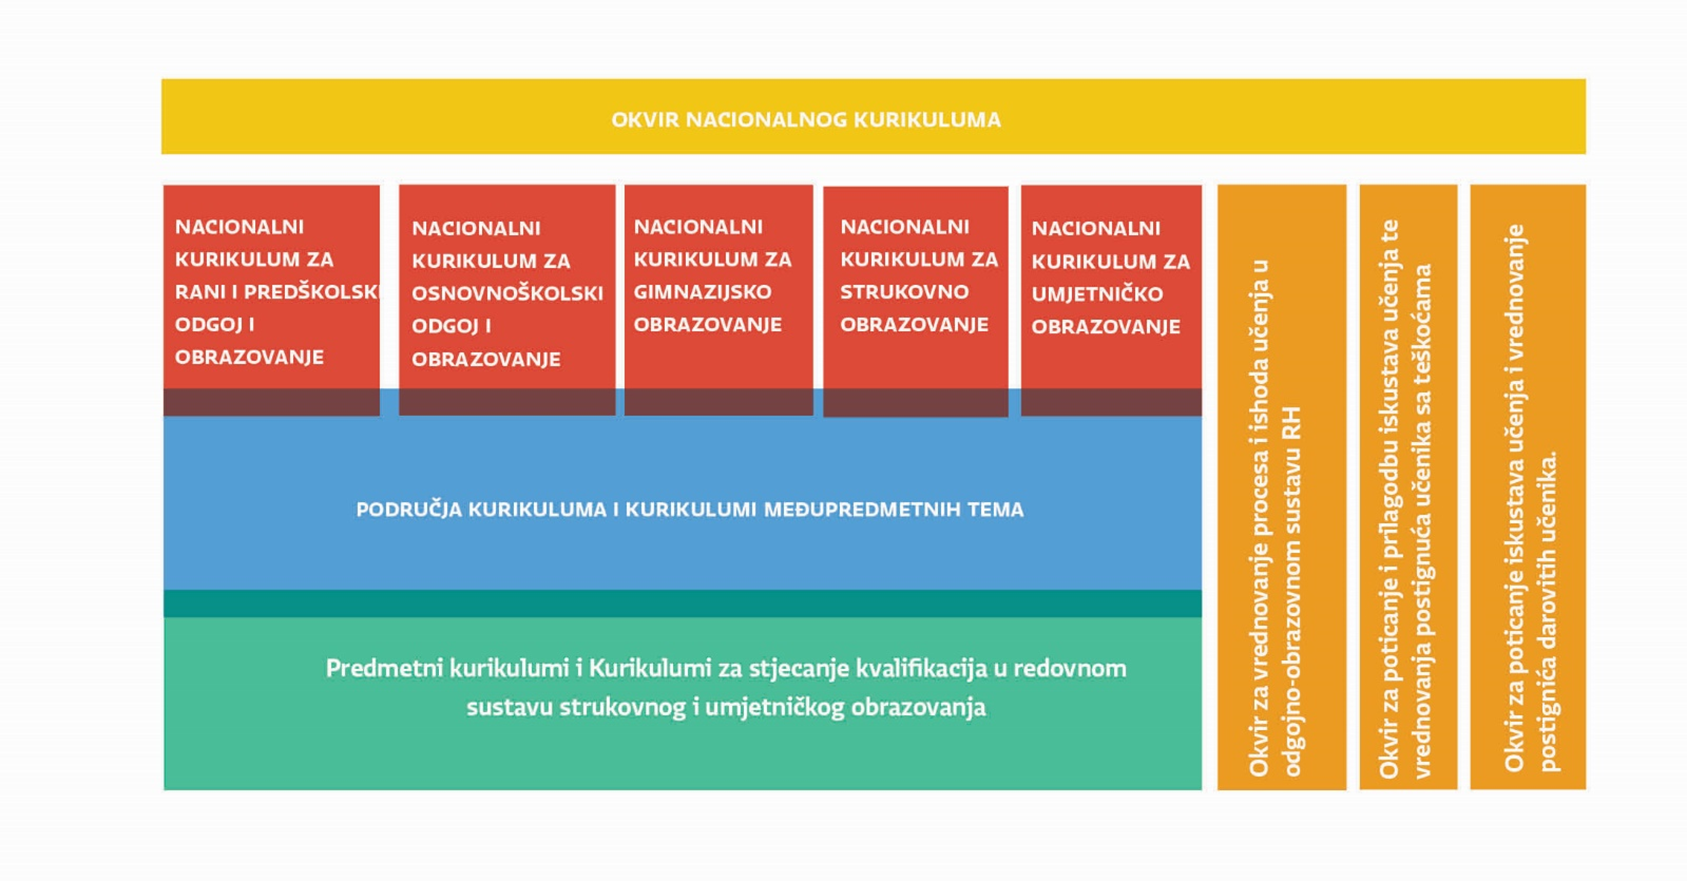 OKVIR NACIONALNOG KURIKULUMA
NACIONALNI
KURIKULUM ZA
RANI I PREDŠKOLSKI
ODGOJ I
OBRAZOVANJE
NACIONALNI
KURIKULUM ZA
OSNOVNOŠKOLSKI
ODGOJ I
OBRAZOVANJE
NACIONALNI
KURIKULUM ZA
GIMNAZIJSKO
OBRAZOVANJE
NACIONALNI
KURIKULUM ZA
STRUKOVNO
OBRAZOVANJE
NACIONALNI
KURIKULUM ZA
UMJETNIČKO
OBRAZOVANJE
PODRUČJA KURIKULUMA I KURIKULUMI MEĐUPREDMETNIH TEMA
Predmetni kurikulumi i Kurikulumi za stjecanje kvalifikacija u redovnom
sustavu strukovnog i umjetničkog obrazovanja
Okvir za vrednovanje procesa i ishoda učenja u
odgojno-obrazovnom sustavu RH
Okvir za poticanje i prilagodbu iskustava učenja te
vrednovanja postignuća učenika sa teškoćama
Okvir za poticanje iskustava učenja i vrednovanje
postignića darovitih učenika.